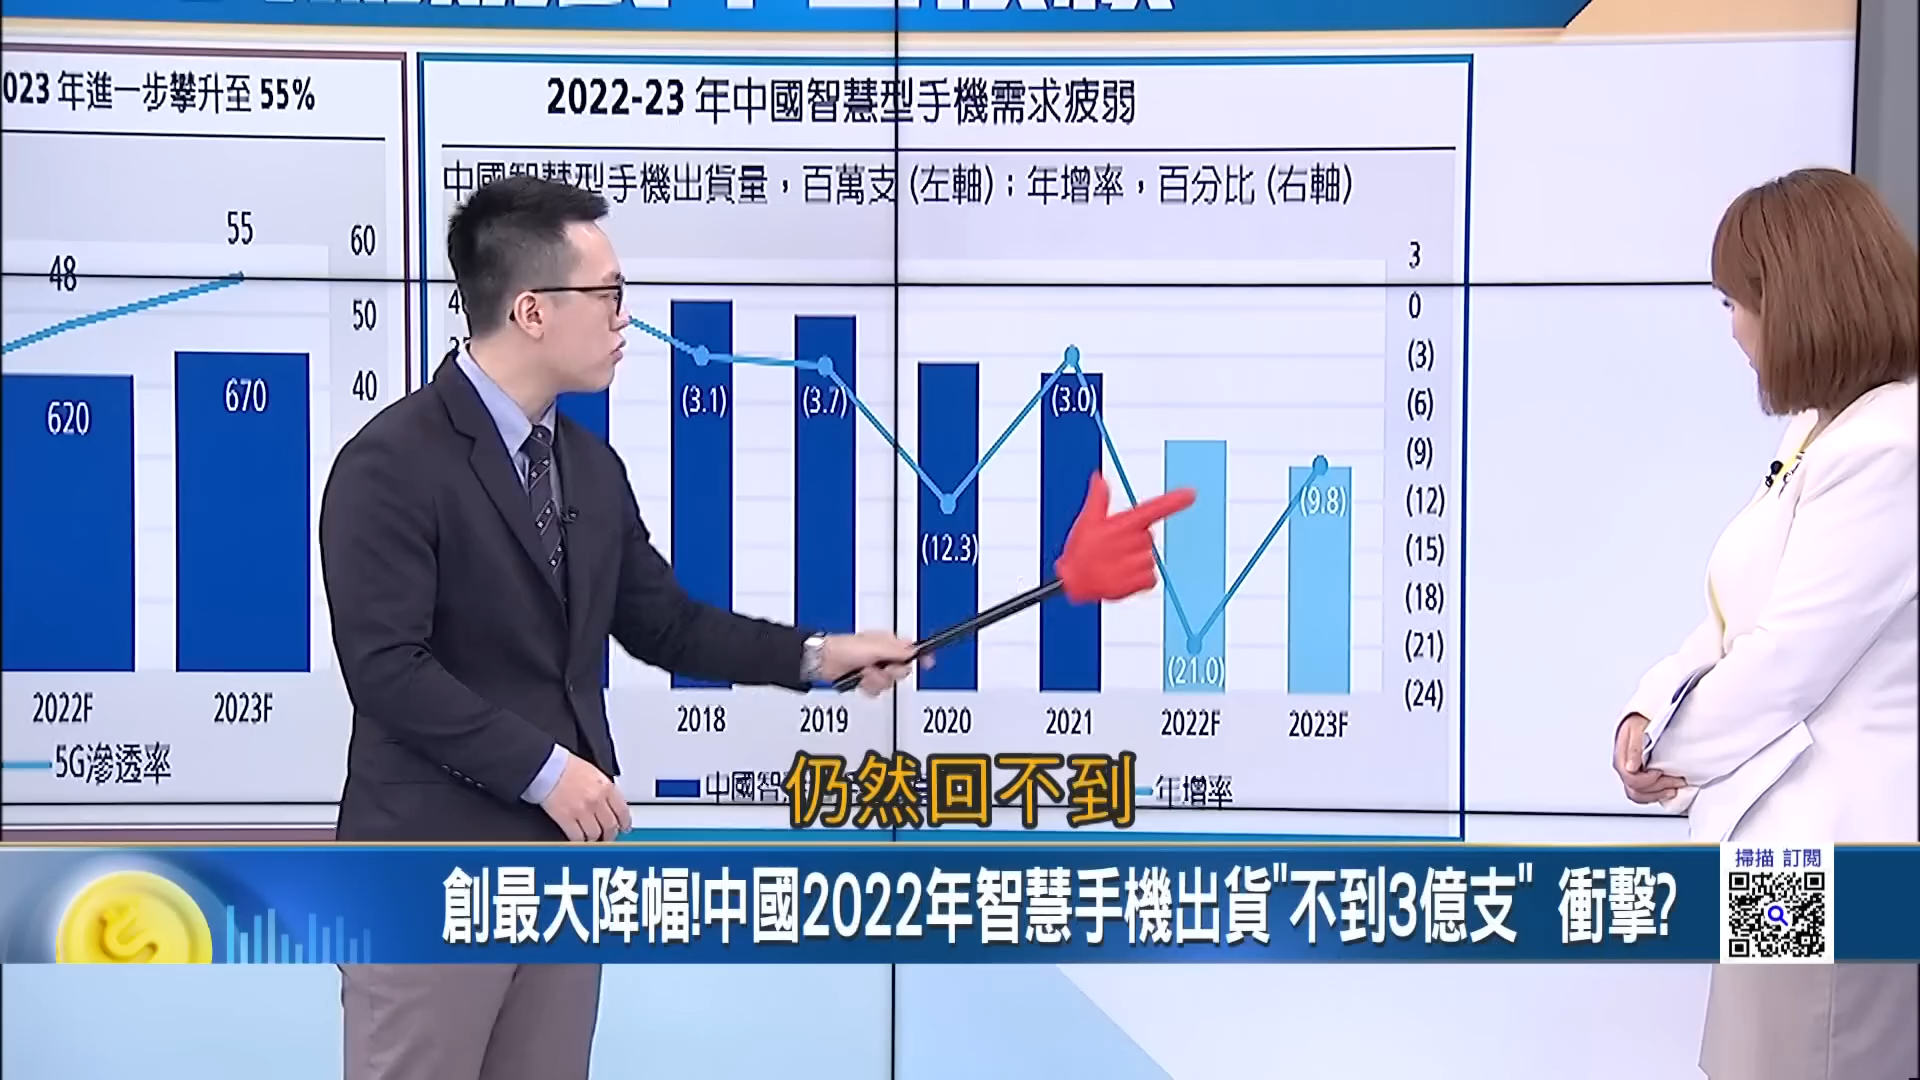 023 年進一步攀升至 55%
2022-23 年中國智慧型手機需求疲弱
中國智慧型手機出貨量，百萬支 (左軸)；年增率，百分比 (右軸)
48
55
60
50
40
620
670
2022F
2023F
5G滲透率
3
0
(3)
(6)
(9)
(12)
(15)
(18)
(21)
(24)
(3.1)
(3.7)
(12.3)
(3.0)
(21.0)
(9.8)
2018
2019
2020
2021
2022F
2023F
中國智
年增率
仍然回不到
創最大降幅!中國2022年智慧手機出貨"不到3億支" 衝擊?
掃描 訂閱